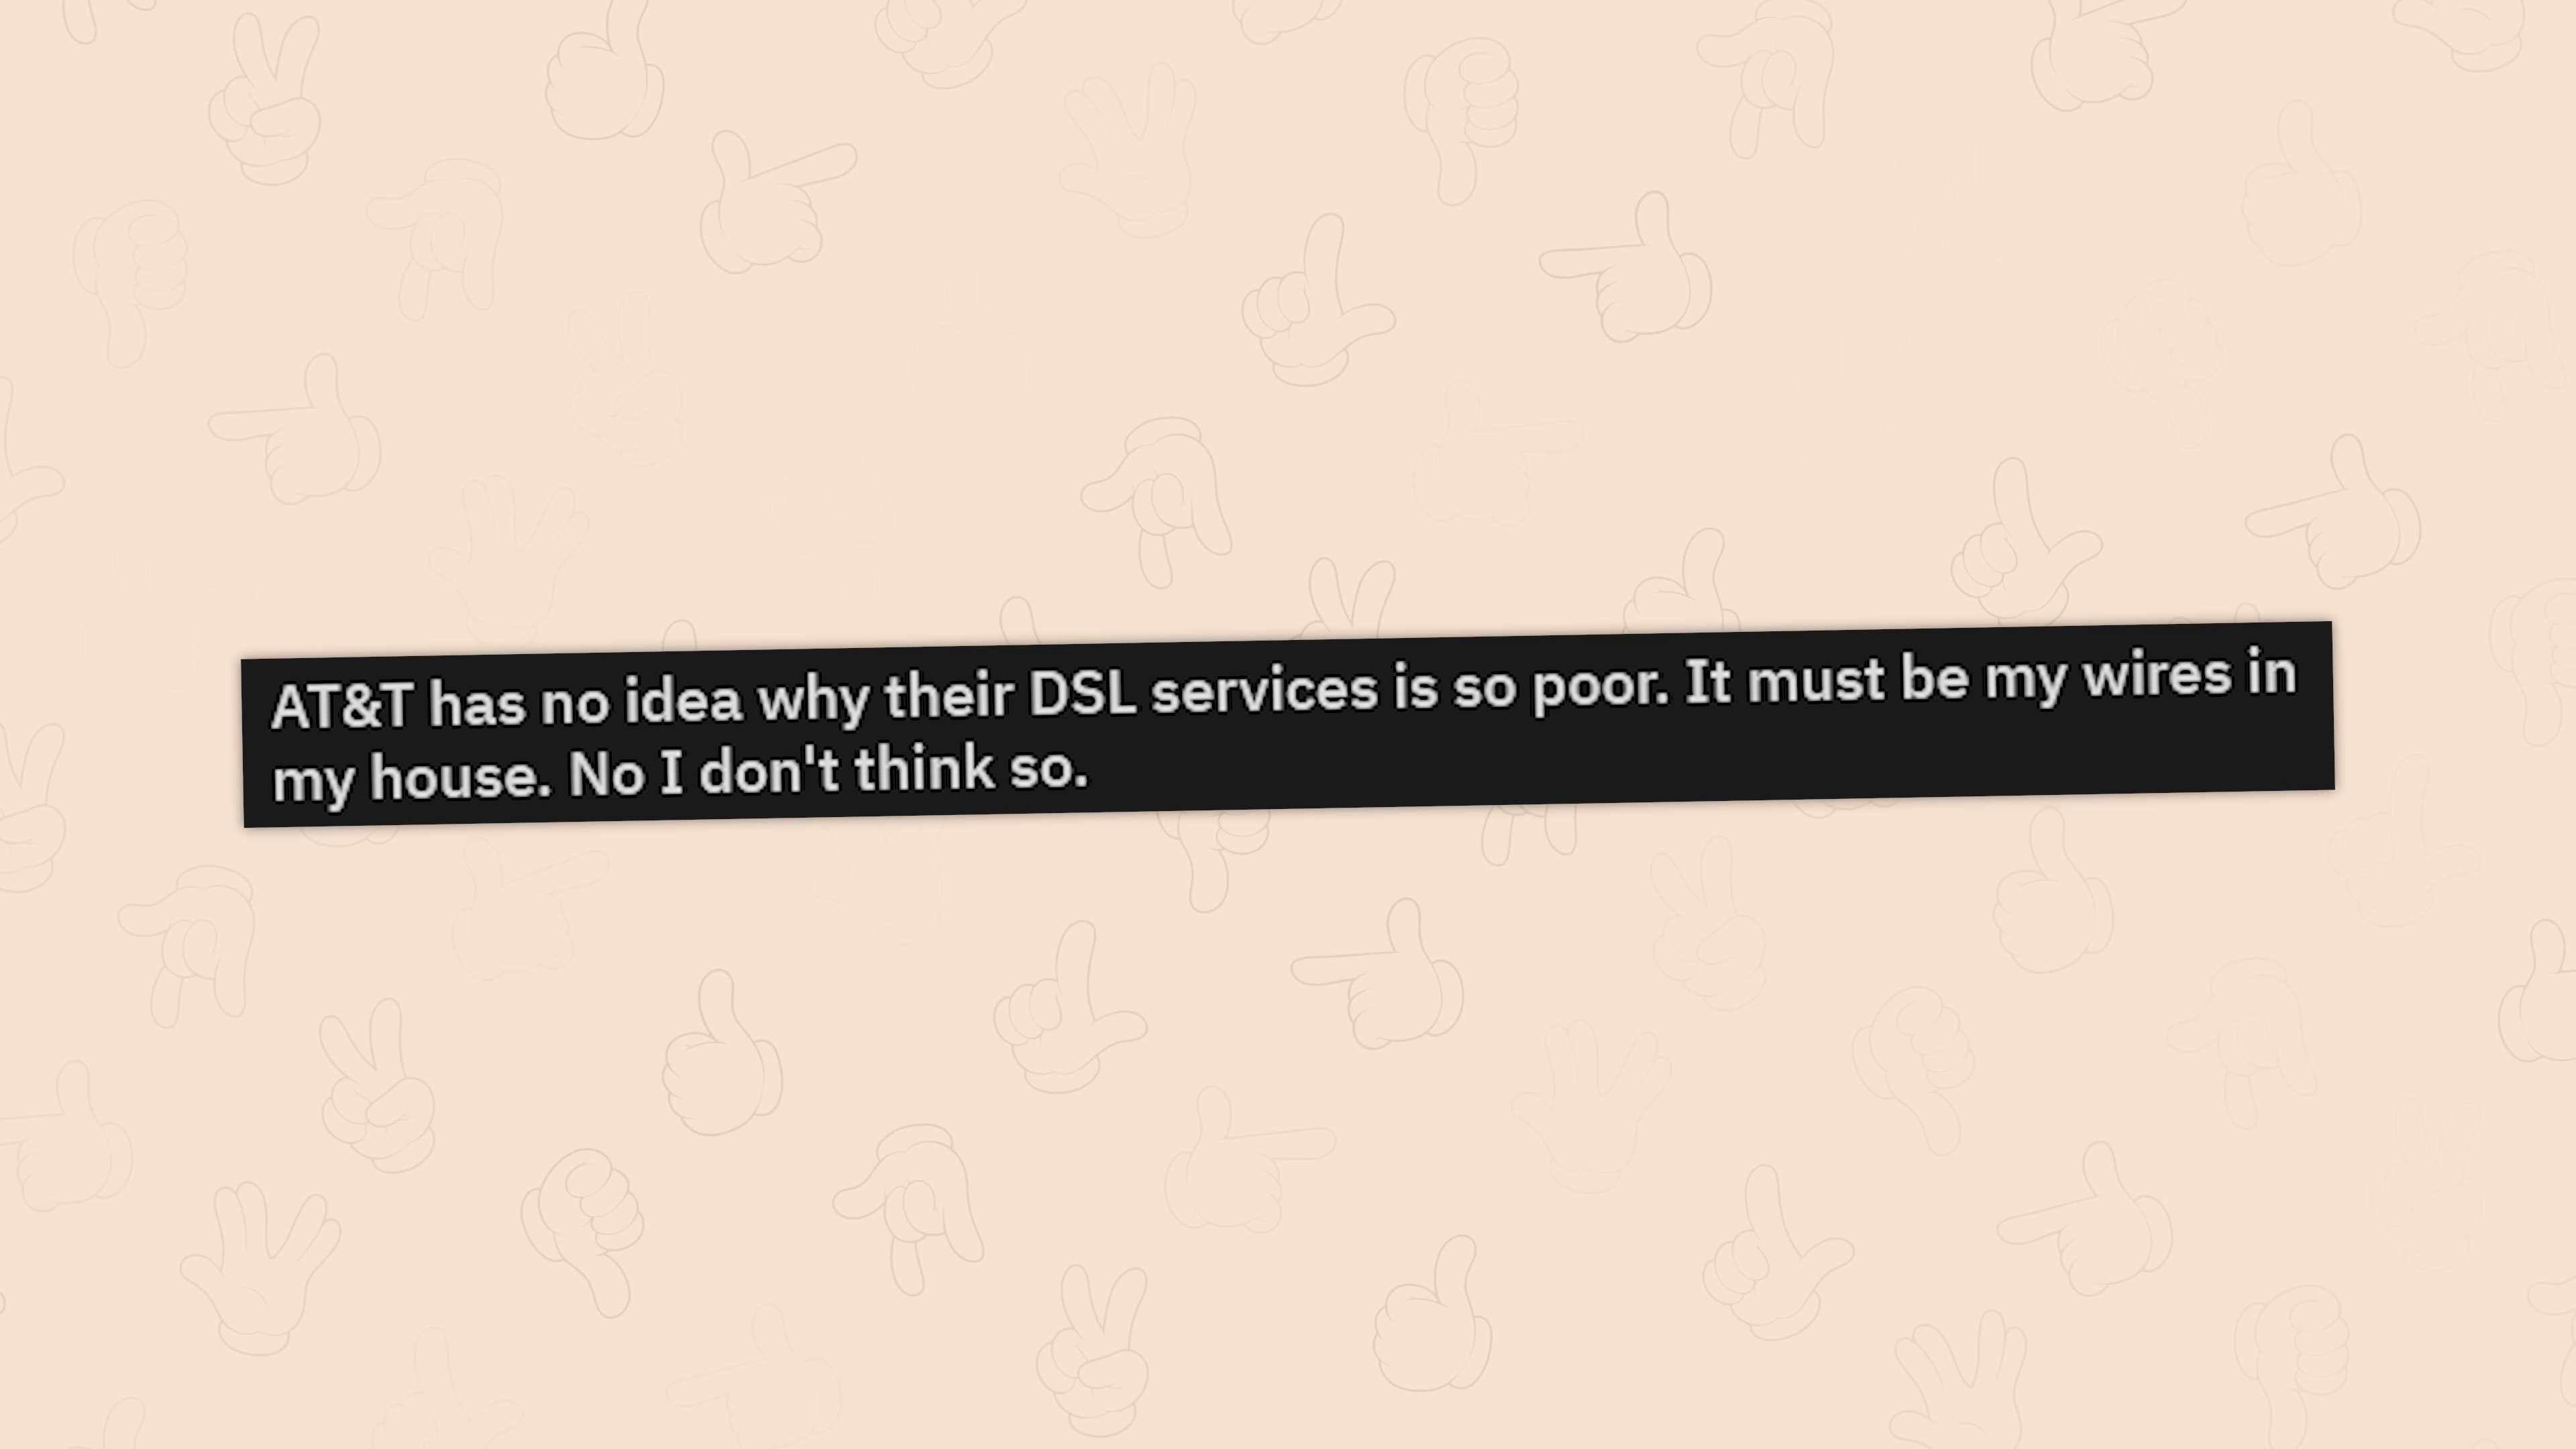 AT&T has no idea why their DSL services is so poor. It must be my wires in
my house. No I don't think so.